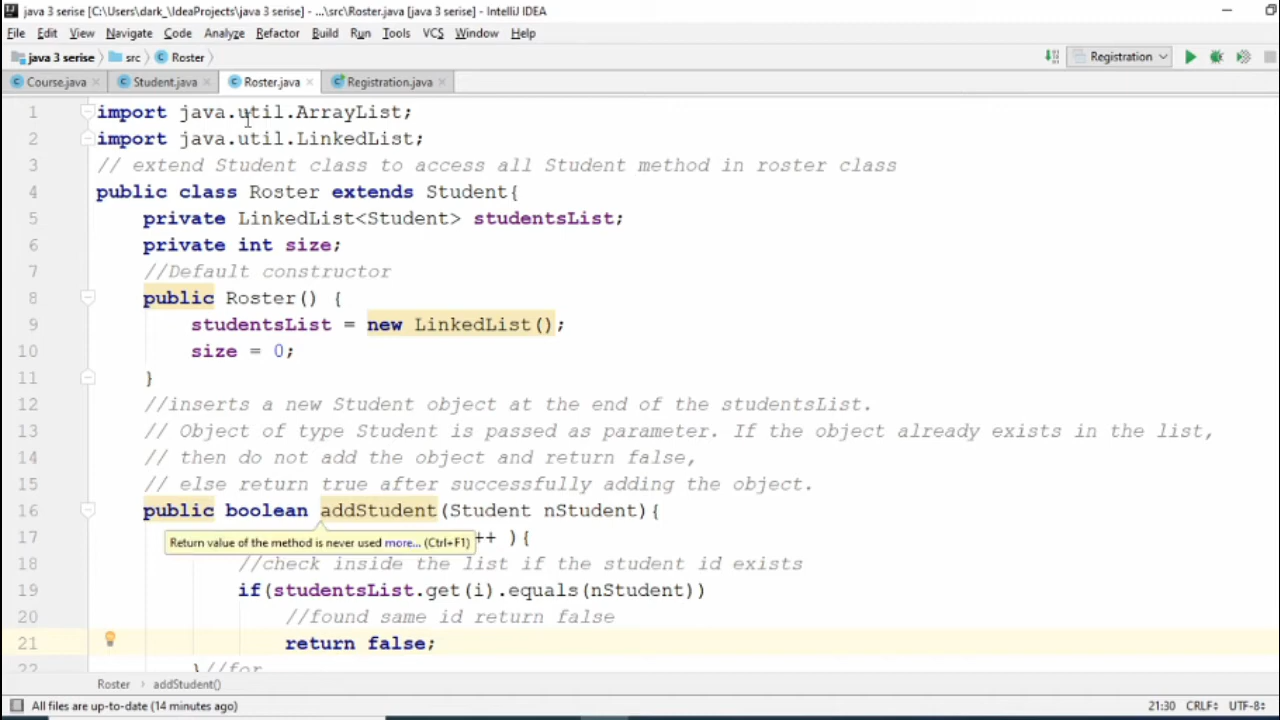 java 3 serise [C:\Users\dark_\IdeaProjects\java 3 serise] - ...\src\Roster.java [java 3 serise] - IntelliJ IDEA
File Edit View Navigate Code Analyze Refactor Build Run Tools VCS Window Help
java 3 serise src Roster Registration
Course.java Student.java Roster.java Registration.java
1 import java.util.ArrayList;
2 import java.util.LinkedList;
3 // extend Student class to access all Student method in roster class
4 public class Roster extends Student{
5 private LinkedList<Student> studentsList;
6 private int size;
7 //Default constructor
8 public Roster() {
9 studentsList = new LinkedList();
10 size = 0;
11 }
12 //inserts a new Student object at the end of the studentsList.
13 // Object of type Student is passed as parameter. If the object already exists in the list,
14 // then do not add the object and return false,
15 // else return true after successfully adding the object.
16 public boolean addStudent(Student nStudent){
17 ++ ){
Return value of the method is never used more... (Ctrl+F1)
18 //check inside the list if the student id exists
19 if(studentsList.get(i).equals(nStudent))
20 //found same id return false
21 return false;
22 }//for
Roster addStudent()
All files are up-to-date (14 minutes ago) 21:30 CRLF UTF-8